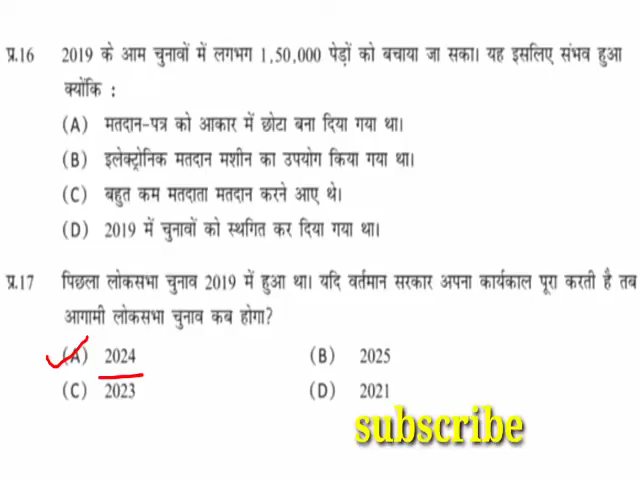 प्र.16 2019 के आम चुनावों में लगभग 1,50,000 पेड़ों को बचाया जा सका। यह इसलिए संभव हुआ
क्योंकि :
(A) मतदान-पत्र को आकार में छोटा बना दिया गया था।
(B) इलेक्ट्रोनिक मतदान मशीन का उपयोग किया गया था।
(C) बहुत कम मतदाता मतदान करने आए थे।
(D) 2019 में चुनावों को स्थगित कर दिया गया था।
प्र.17 पिछला लोकसभा चुनाव 2019 में हुआ था। यदि वर्तमान सरकार अपना कार्यकाल पूरा करती है तब
आगामी लोकसभा चुनाव कब होगा?
(A) 2024 (B) 2025
(C) 2023 (D) 2021
subscribe